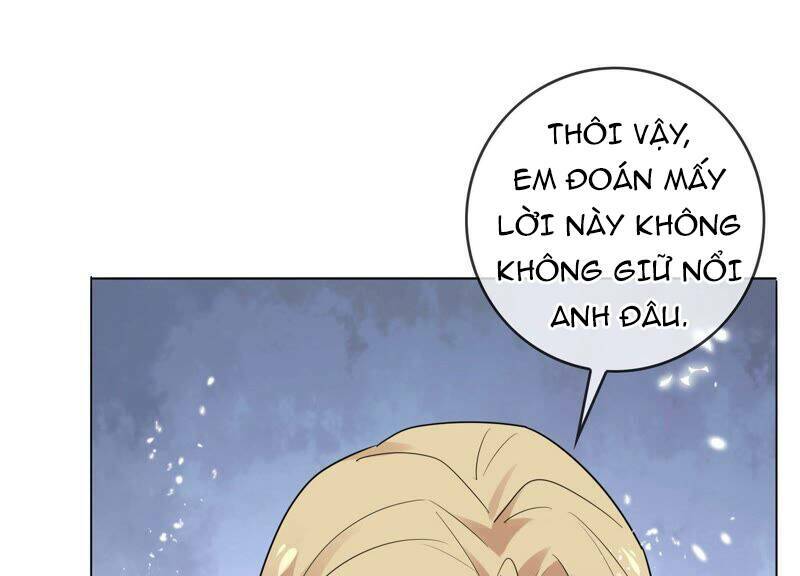 THÔI VẬY,
EM ĐOÁN MẤY
LỜI NÀY KHÔNG
KHÔNG GIỮ NỔI
ANH ĐÂU.